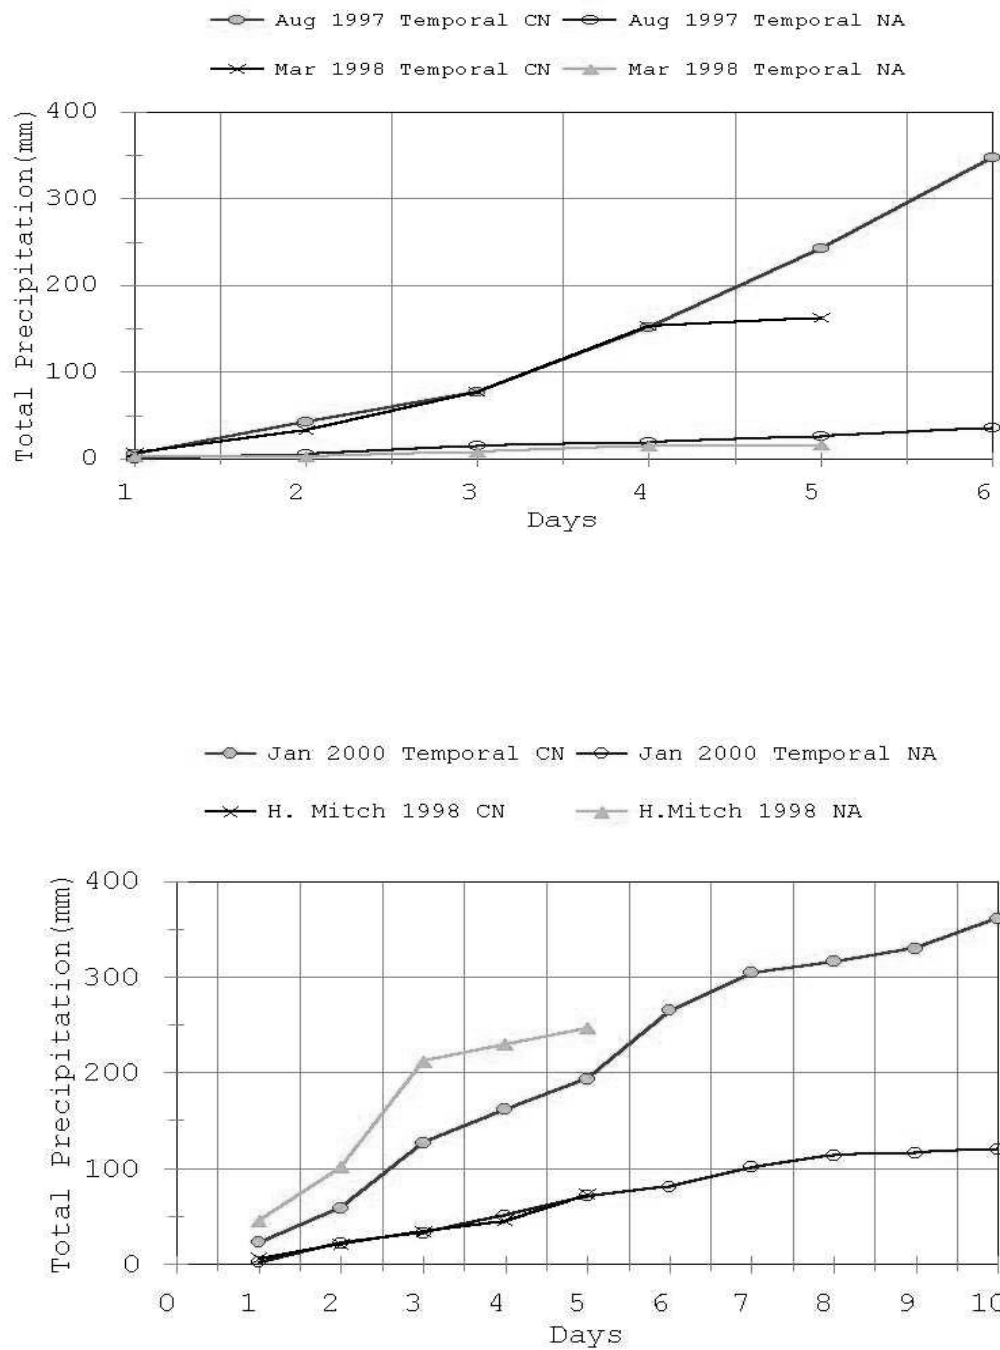 Aug 1997 Temporal CN Aug 1997 Temporal NA
Mar 1998 Temporal CN Mar 1998 Temporal NA
Total Precipitation(mm)
400
300
200
100
0
1 2 3 4 5 6
Days
Jan 2000 Temporal CN Jan 2000 Temporal NA
H. Mitch 1998 CN H.Mitch 1998 NA
Total Precipitation(mm)
400
300
200
100
0
0 1 2 3 4 5 6 7 8 9 10
Days